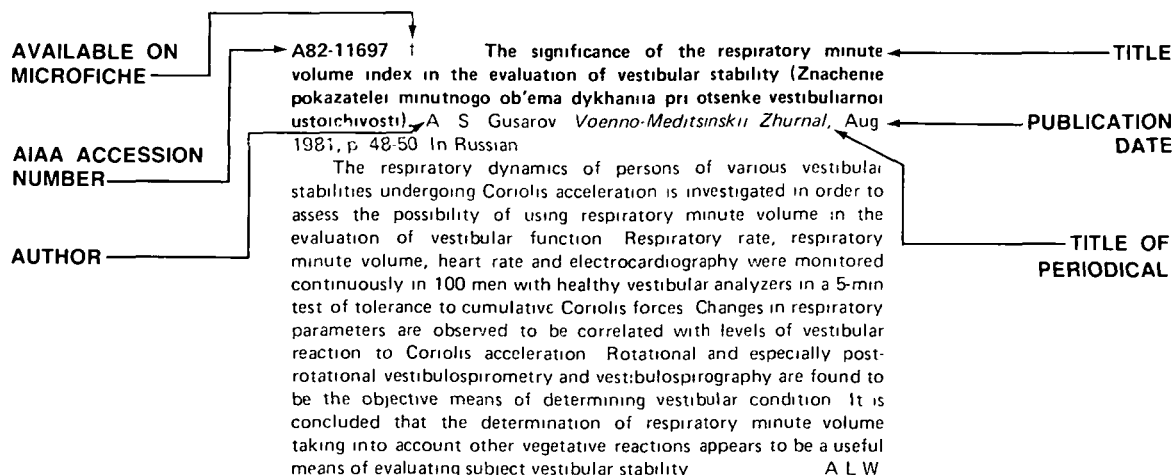 AVAILABLE ON
MICROFICHE
AIAA ACCESSION
NUMBER
AUTHOR
A82-11697 † The significance of the respiratory minute
volume index in the evaluation of vestibular stability (Znachenie
pokazatelei minutnogo ob'ema dykhaniia pri otsenke vestibuliarnoi
ustoichivosti) A S Gusarov Voenno-Meditsinskii Zhurnal, Aug
1981, p 48-50 In Russian
The respiratory dynamics of persons of various vestibular
stabilities undergoing Coriolis acceleration is investigated in order to
assess the possibility of using respiratory minute volume in the
evaluation of vestibular function Respiratory rate, respiratory
minute volume, heart rate and electrocardiography were monitored
continuously in 100 men with healthy vestibular analyzers in a 5-min
test of tolerance to cumulative Coriolis forces Changes in respiratory
parameters are observed to be correlated with levels of vestibular
reaction to Coriolis acceleration Rotational and especially post-
rotational vestibulospirometry and vestibulospirography are found to
be the objective means of determining vestibular condition It is
concluded that the determination of respiratory minute volume
taking into account other vegetative reactions appears to be a useful
means of evaluating subject vestibular stability A L W
TITLE
PUBLICATION
DATE
TITLE OF
PERIODICAL